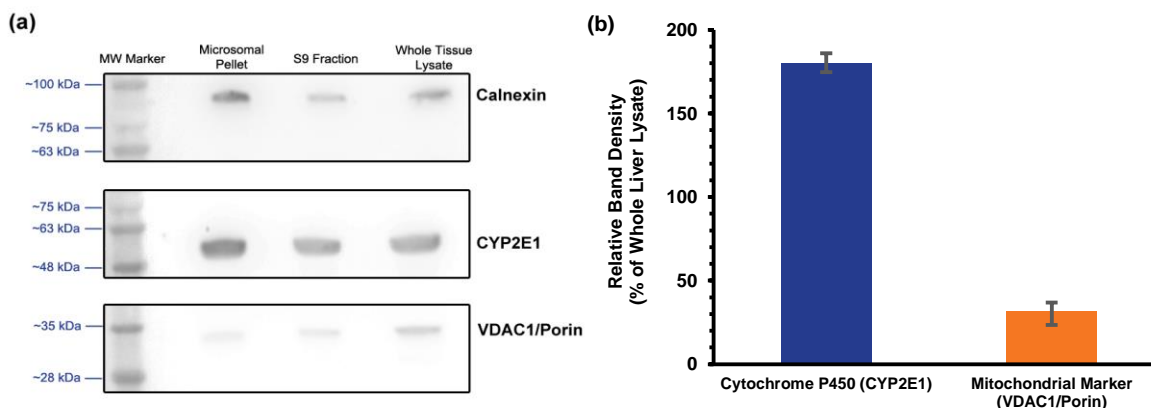 (a)
MW Marker
Microsomal
Pellet
S9 Fraction
Whole Tissue
Lysate
~100 kDa
~75 kDa
~63 kDa
Calnexin
~75 kDa
~63 kDa
~48 kDa
CYP2E1
~35 kDa
~28 kDa
VDAC1/Porin
(b)
Relative Band Density
(% of Whole Liver Lysate)
200
150
100
50
0
Cytochrome P450 (CYP2E1)
Mitochondrial Marker
(VDAC1/Porin)